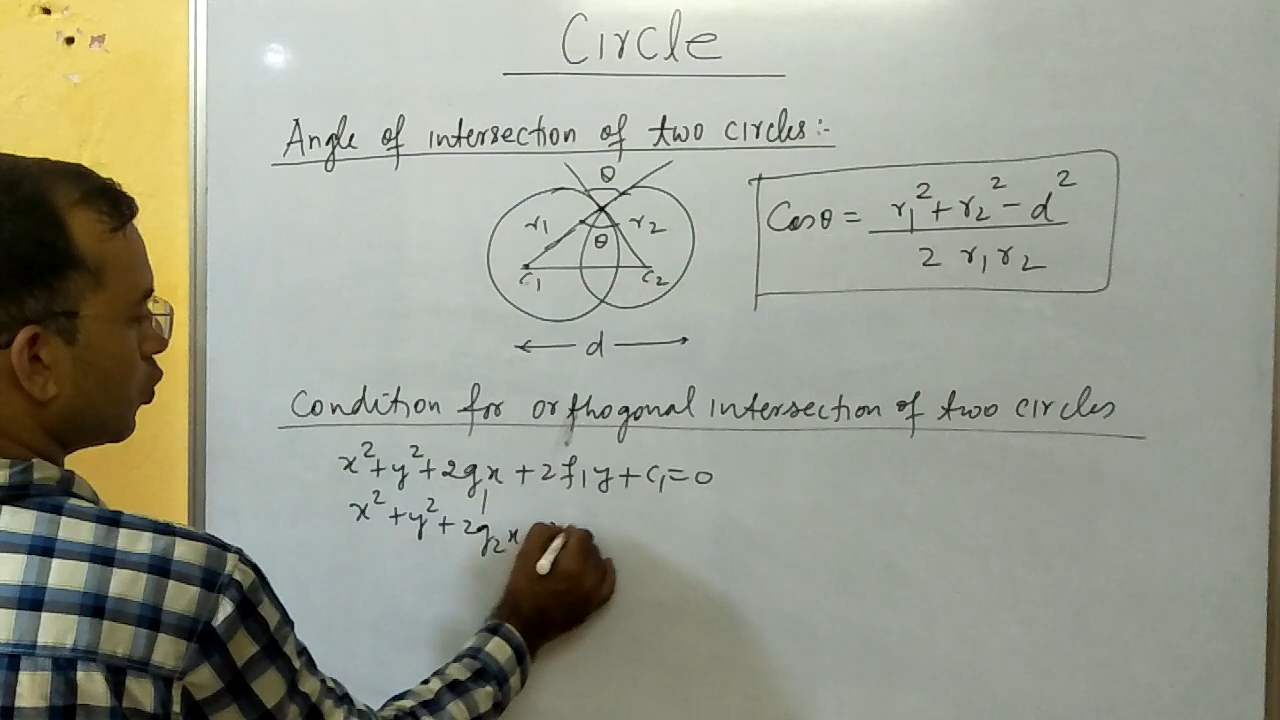 Circle
Angle of intersection of two circles:-
θ
r1 r2
θ
C1 C2
d
Cosθ = r1²+r2²-d² / 2 r1 r2
Condition for orthogonal intersection of two circles
x²+y²+2g1x+2f1y+c1=0
x²+y²+2g2x